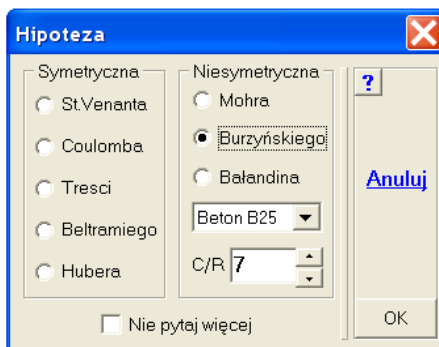 Hipoteza
Symetryczna
St.Venanta
Coulomba
Tresci
Beltramiego
Hubera
Niesymetryczna
Mohra
Burzyńskiego
Bałandina
Beton B25
C/R 7
Nie pytaj więcej
?
Anuluj
OK